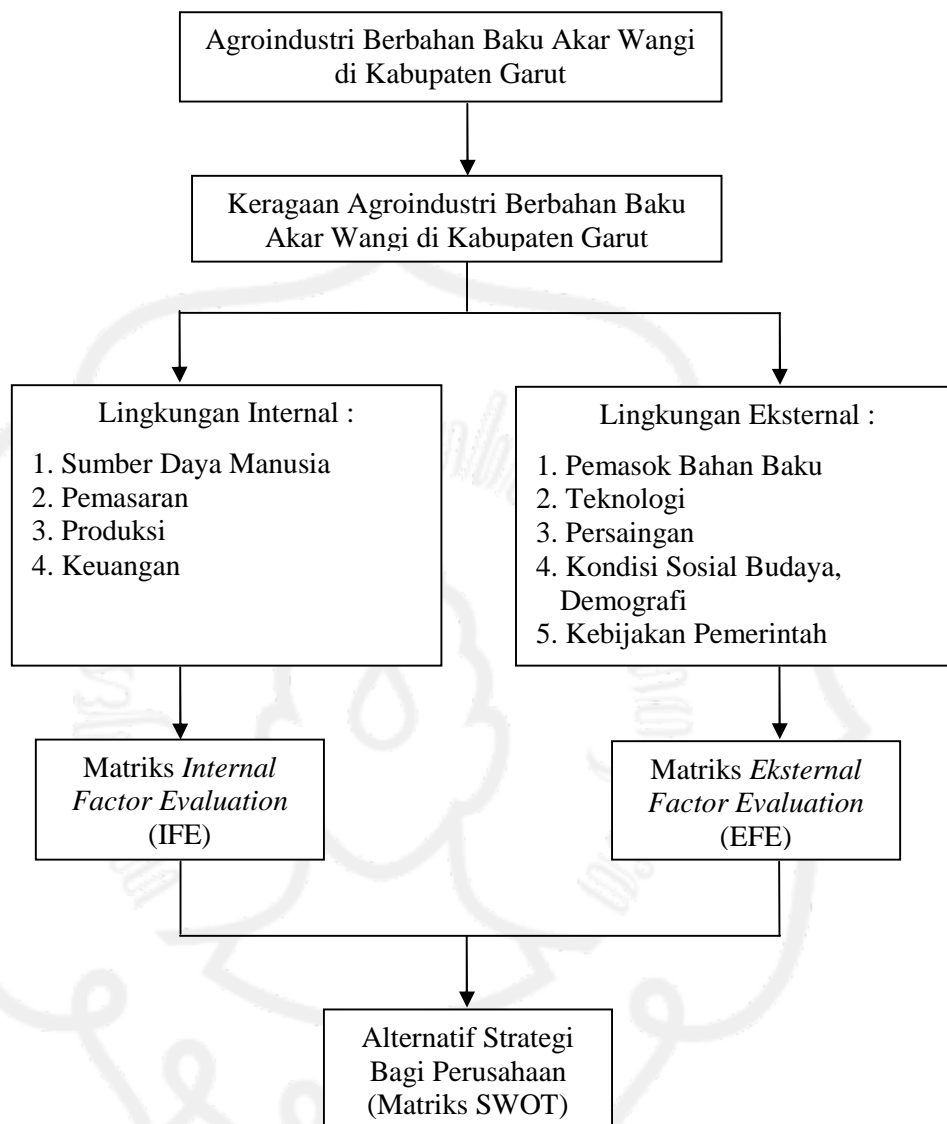 Agroindustri Berbahan Baku Akar Wangi
di Kabupaten Garut
Keragaan Agroindustri Berbahan Baku
Akar Wangi di Kabupaten Garut
Lingkungan Internal :
1. Sumber Daya Manusia
2. Pemasaran
3. Produksi
4. Keuangan
Lingkungan Eksternal :
1. Pemasok Bahan Baku
2. Teknologi
3. Persaingan
4. Kondisi Sosial Budaya,
Demografi
5. Kebijakan Pemerintah
Matriks Internal
Factor Evaluation
(IFE)
Matriks Eksternal
Factor Evaluation
(EFE)
Alternatif Strategi
Bagi Perusahaan
(Matriks SWOT)